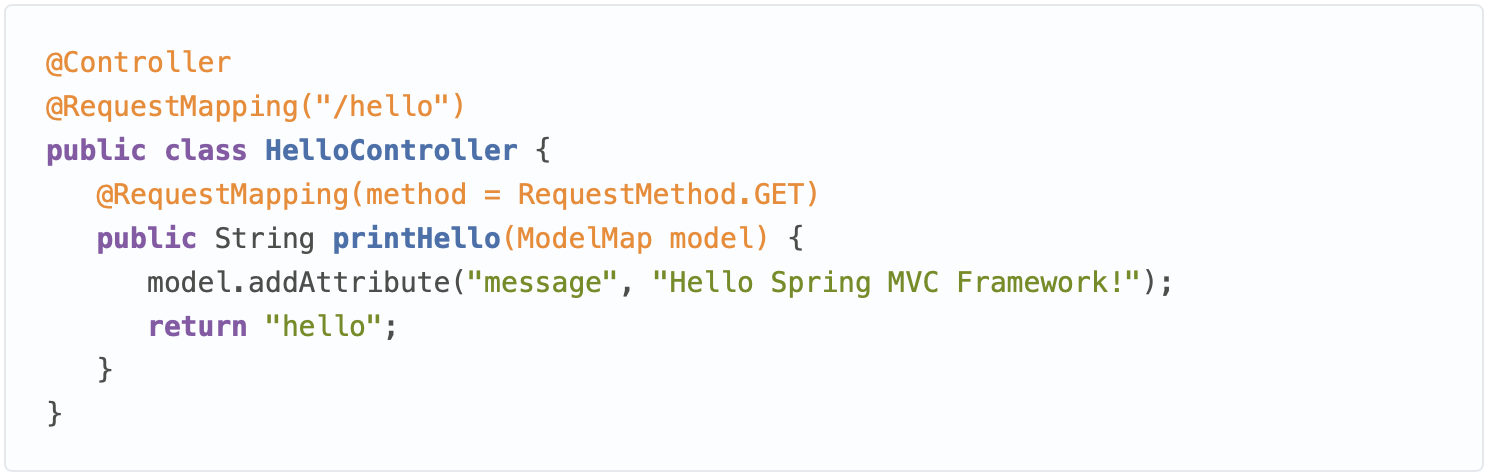 @Controller
@RequestMapping("/hello")
public class HelloController {
   @RequestMapping(method = RequestMethod.GET)
   public String printHello(ModelMap model) {
      model.addAttribute("message", "Hello Spring MVC Framework!");
      return "hello";
   }
}